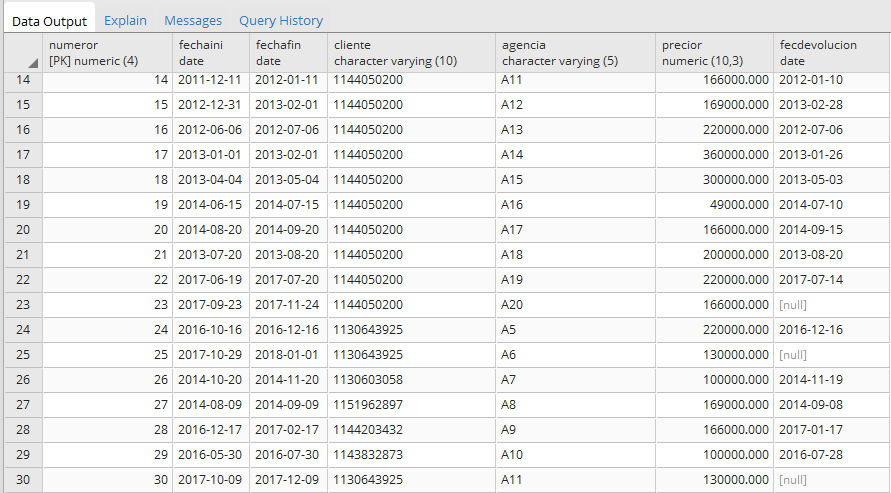 Data Output Explain Messages Query History
numeror fechaini fechafin cliente agencia precior fecdevolucion
[PK] numeric (4) date date character varying (10) character varying (5) numeric (10,3) date
14 14 2011-12-11 2012-01-11 1144050200 A11 166000.000 2012-01-10
15 15 2012-12-31 2013-02-01 1144050200 A12 169000.000 2013-02-28
16 16 2012-06-06 2012-07-06 1144050200 A13 220000.000 2012-07-06
17 17 2013-01-01 2013-02-01 1144050200 A14 360000.000 2013-01-26
18 18 2013-04-04 2013-05-04 1144050200 A15 300000.000 2013-05-03
19 19 2014-06-15 2014-07-15 1144050200 A16 49000.000 2014-07-10
20 20 2014-08-20 2014-09-20 1144050200 A17 166000.000 2014-09-15
21 21 2013-07-20 2013-08-20 1144050200 A18 200000.000 2013-08-20
22 22 2017-06-19 2017-07-20 1144050200 A19 220000.000 2017-07-14
23 23 2017-09-23 2017-11-24 1144050200 A20 166000.000 [null]
24 24 2016-10-16 2016-12-16 1130643925 A5 220000.000 2016-12-16
25 25 2017-10-29 2018-01-01 1130643925 A6 130000.000 [null]
26 26 2014-10-20 2014-11-20 1130603058 A7 100000.000 2014-11-19
27 27 2014-08-09 2014-09-09 1151962897 A8 169000.000 2014-09-08
28 28 2016-12-17 2017-02-17 1144203432 A9 166000.000 2017-01-17
29 29 2016-05-30 2016-07-30 1143832873 A10 100000.000 2016-07-28
30 30 2017-10-09 2017-12-09 1130643925 A11 130000.000 [null]